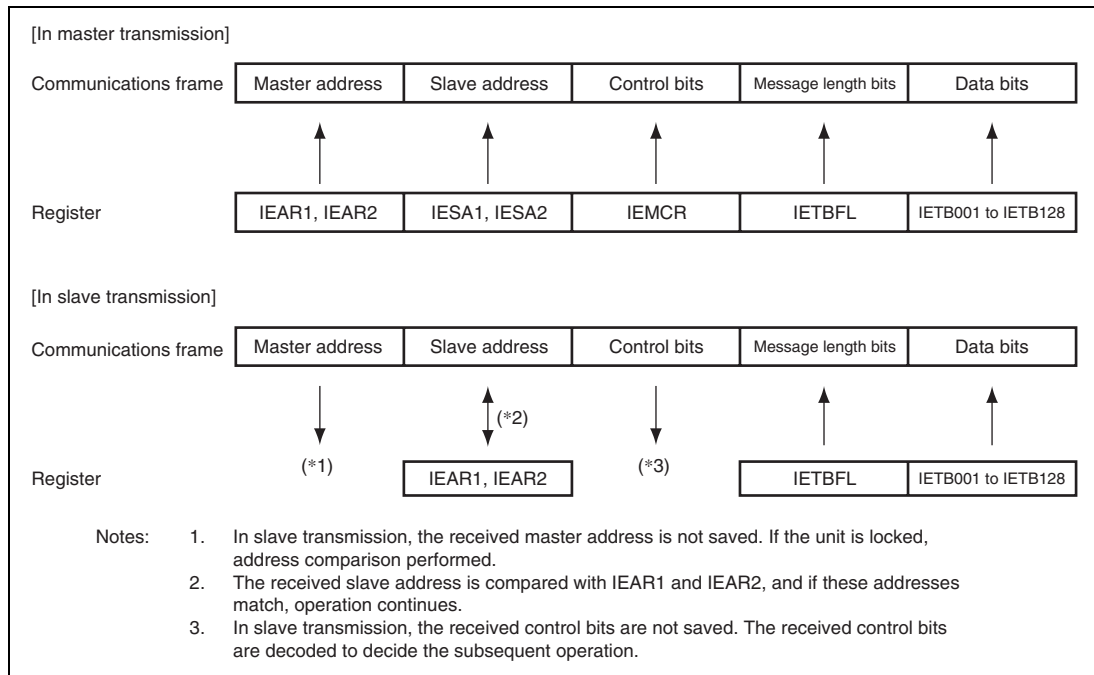 [In master transmission]
Communications frame Master address Slave address Control bits Message length bits Data bits
Register IEAR1, IEAR2 IESA1, IESA2 IEMCR IETBFL IETB001 to IETB128
[In slave transmission]
Communications frame Master address Slave address Control bits Message length bits Data bits
(*2)
(*1) (*3)
Register IEAR1, IEAR2 IETBFL IETB001 to IETB128
Notes: 1. In slave transmission, the received master address is not saved. If the unit is locked,
address comparison performed.
2. The received slave address is compared with IEAR1 and IEAR2, and if these addresses
match, operation continues.
3. In slave transmission, the received control bits are not saved. The received control bits
are decoded to decide the subsequent operation.